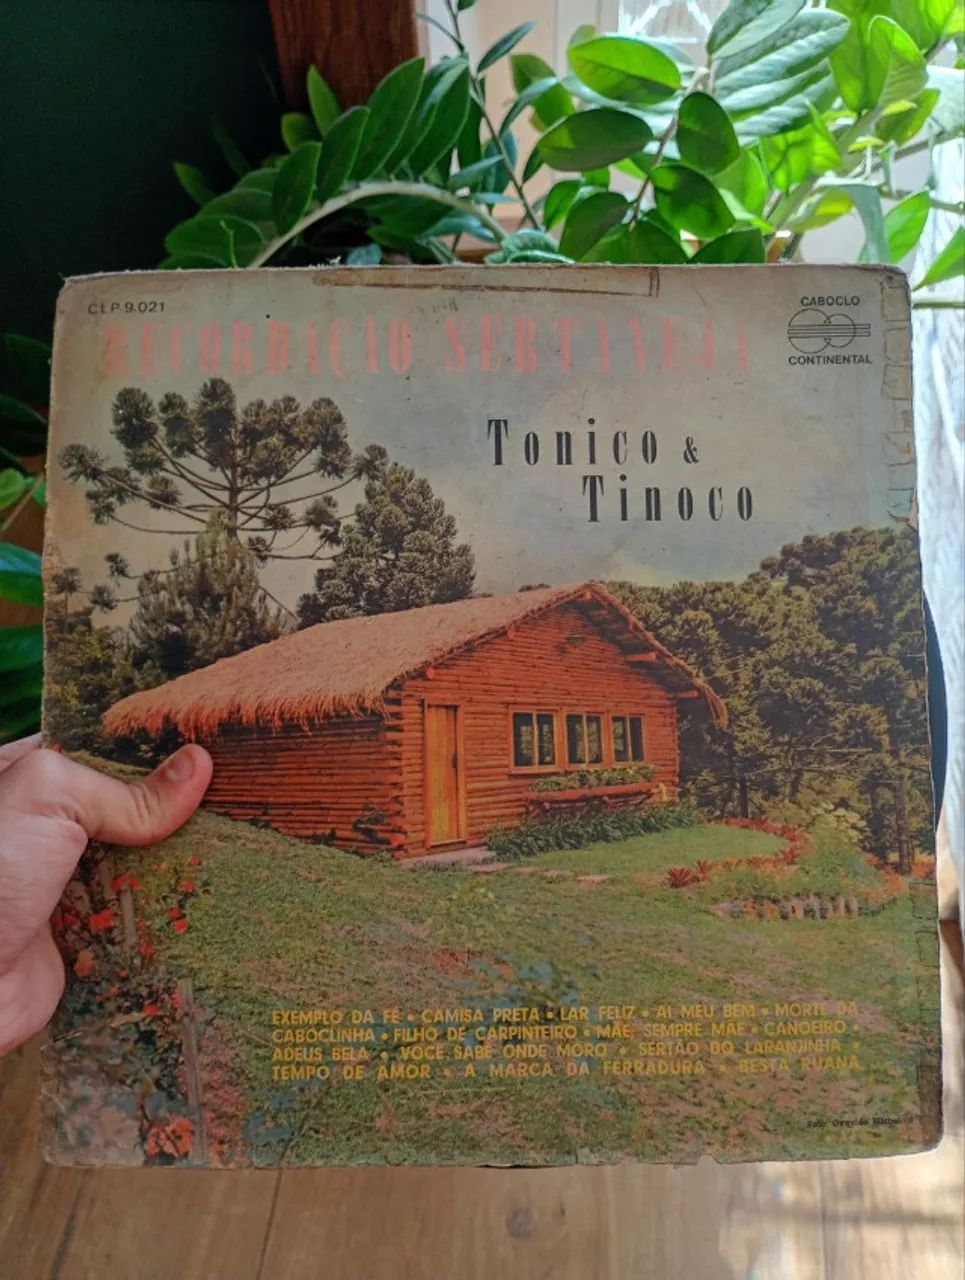 CLP-9.021
CABOCLO
CONTINENTAL
RECORDAÇÃO SERTANEJA
Tonico &
Tinoco
EXEMPLO DA FÉ • CAMISA PRETA • LAR FELIZ • AI MEU BEM • MORTE DA
CABOCLINHA • FILHO DE CARPINTEIRO • MÃE, SEMPRE MÃE • CANOEIRO •
ADEUS BELA • VOCE SABE ONDE MORO • SERTÃO DO LARANJINHA •
TEMPO DE AMOR • A MARCA DA FERRADURA • BESTA RUANA
Foto: